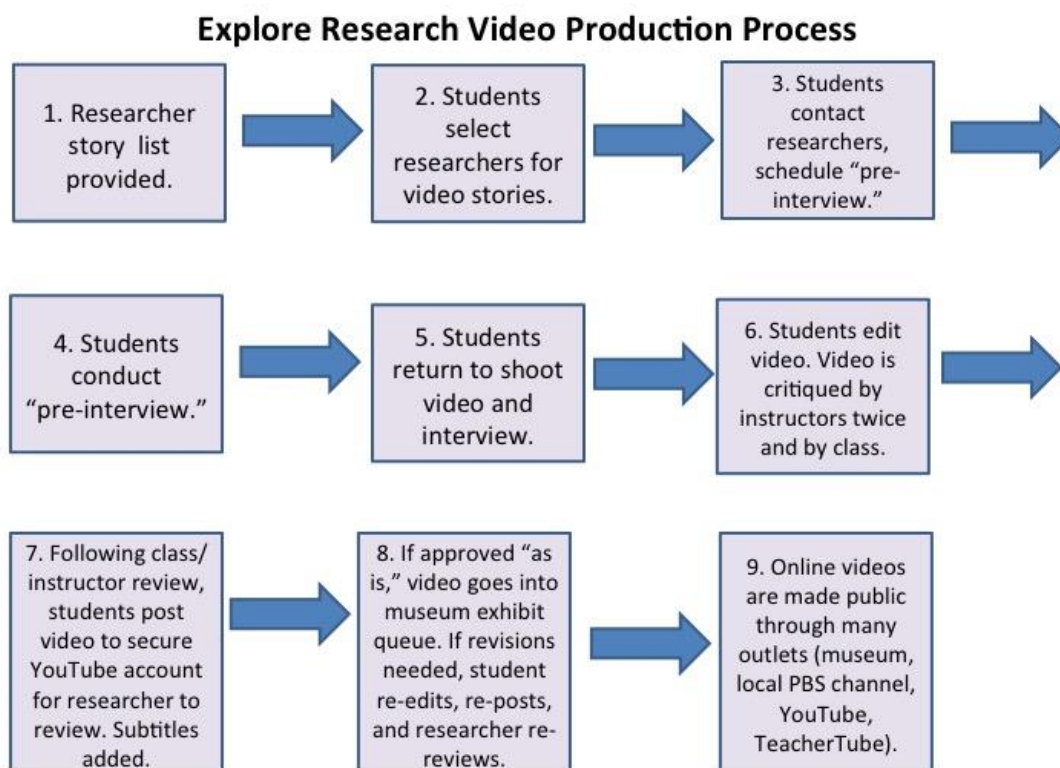 Explore Research Video Production Process
1. Researcher
story list
provided.
2. Students
select
researchers for
video stories.
3. Students
contact
researchers,
schedule “pre-
interview.”
4. Students
conduct
“pre-interview.”
5. Students
return to shoot
video and
interview.
6. Students edit
video. Video is
critiqued by
instructors twice
and by class.
7. Following class/
instructor review,
students post
video to secure
YouTube account
for researcher to
review. Subtitles
added.
8. If approved “as
is,” video goes into
museum exhibit
queue. If revisions
needed, student
re-edits, re-posts,
and researcher re-
reviews.
9. Online videos
are made public
through many
outlets (museum,
local PBS channel,
YouTube,
TeacherTube).